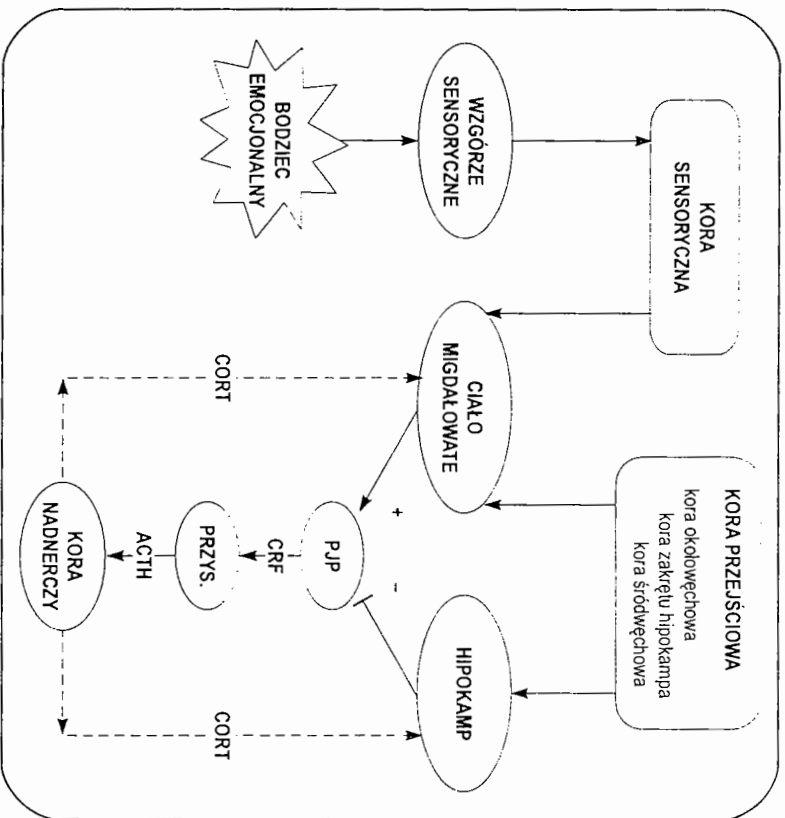 KORA
SENSORYCZNA
KORA PRZEJŚCIOWA
kora okołowęchowa
kora zakrętu hipokampa
kora śródwęchowa
WZGÓRZE
SENSORYCZNE
CIAŁO
MIGDAŁOWATE
HIPOKAMP
BODZIEC
EMOCJONALNY
+
-
PJP
CRF
PRZYS.
ACTH
KORA
NADNERCZY
CORT
CORT